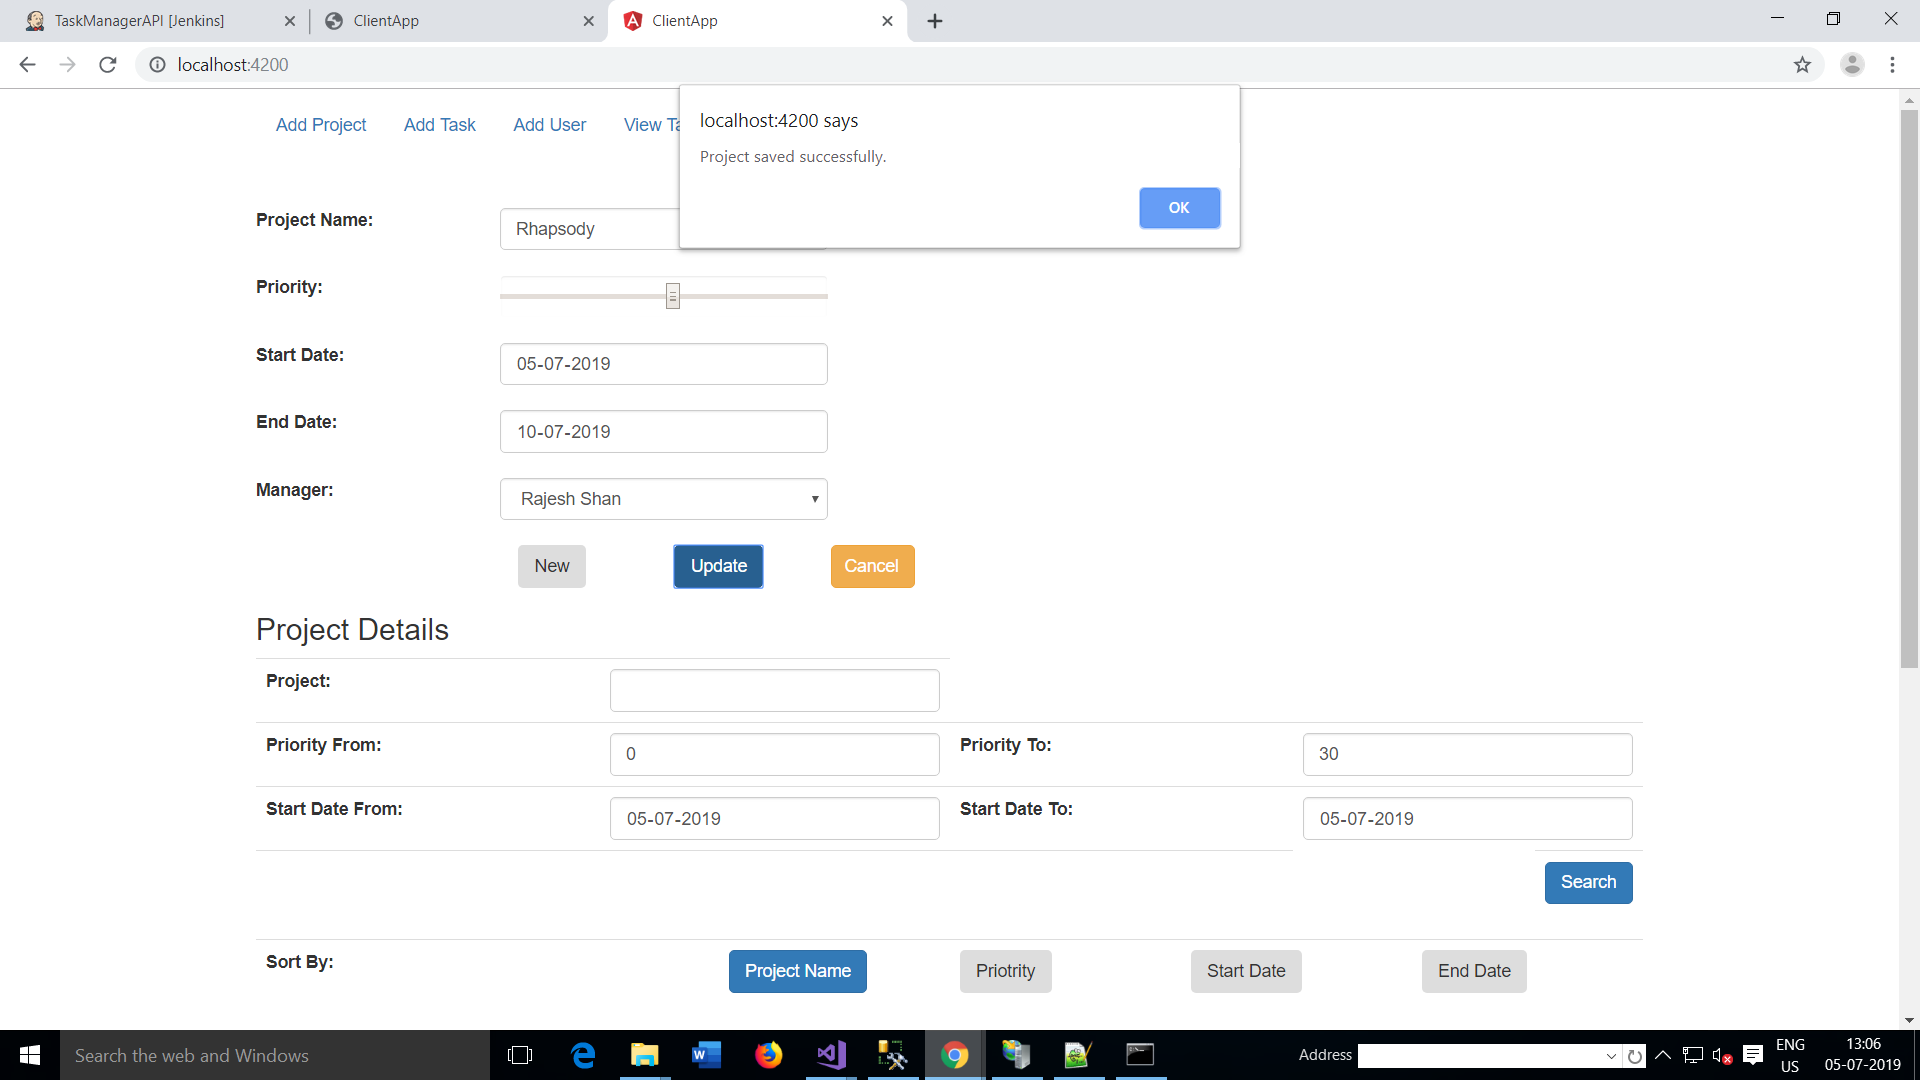 TaskManagerAPI [Jenkins]
ClientApp
ClientApp
localhost:4200
Add Project
Add Task
Add User
View Ta
localhost:4200 says
Project saved successfully.
OK
Project Name:
Rhapsody
Priority:
Start Date:
05-07-2019
End Date:
10-07-2019
Manager:
Rajesh Shan
New
Update
Cancel
Project Details
Project:
Priority From:
0
Priority To:
30
Start Date From:
05-07-2019
Start Date To:
05-07-2019
Search
Sort By:
Project Name
Priotrity
Start Date
End Date
Search the web and Windows
Address
ENG
US
13:06
05-07-2019